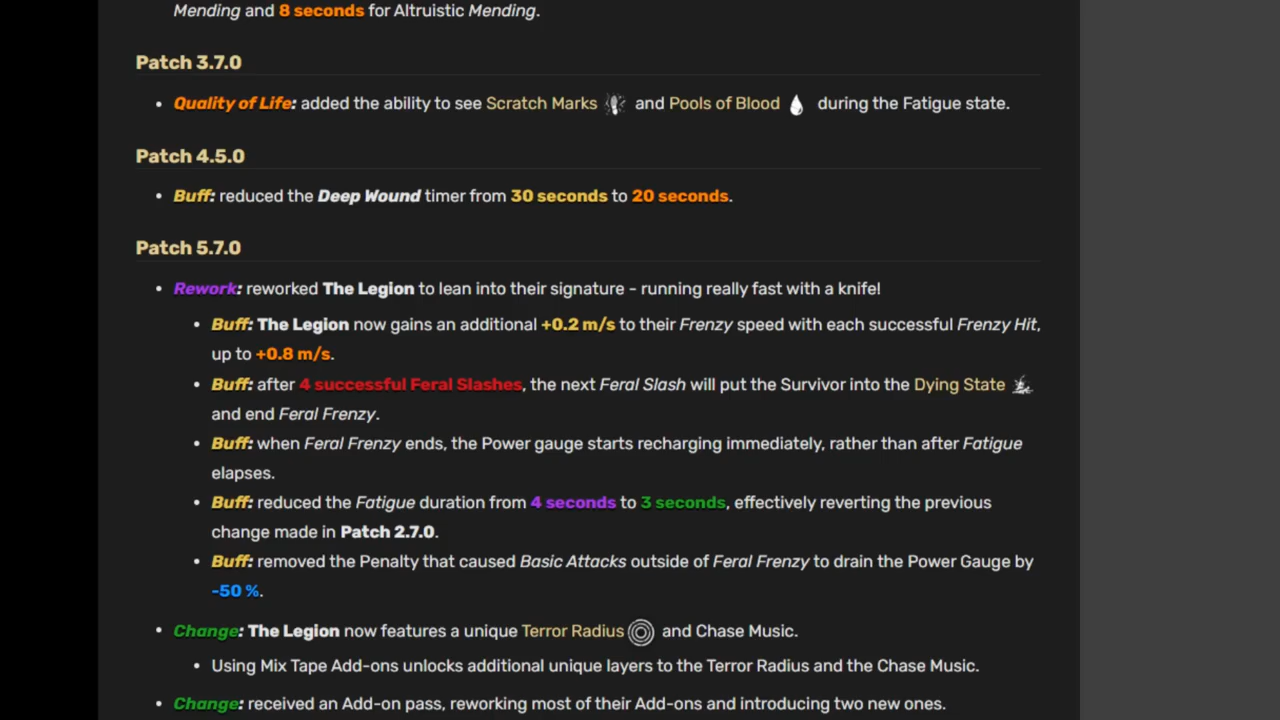 Mending and 8 seconds for Altruistic Mending.
Patch 3.7.0
• Quality of Life: added the ability to see Scratch Marks and Pools of Blood during the Fatigue state.
Patch 4.5.0
• Buff: reduced the Deep Wound timer from 30 seconds to 20 seconds.
Patch 5.7.0
• Rework: reworked The Legion to lean into their signature - running really fast with a knife!
• Buff: The Legion now gains an additional +0.2 m/s to their Frenzy speed with each successful Frenzy Hit,
up to +0.8 m/s.
• Buff: after 4 successful Feral Slashes, the next Feral Slash will put the Survivor into the Dying State
and end Feral Frenzy.
• Buff: when Feral Frenzy ends, the Power gauge starts recharging immediately, rather than after Fatigue
elapses.
• Buff: reduced the Fatigue duration from 4 seconds to 3 seconds, effectively reverting the previous
change made in Patch 2.7.0.
• Buff: removed the Penalty that caused Basic Attacks outside of Feral Frenzy to drain the Power Gauge by
-50 %.
• Change: The Legion now features a unique Terror Radius and Chase Music.
• Using Mix Tape Add-ons unlocks additional unique layers to the Terror Radius and the Chase Music.
• Change: received an Add-on pass, reworking most of their Add-ons and introducing two new ones.